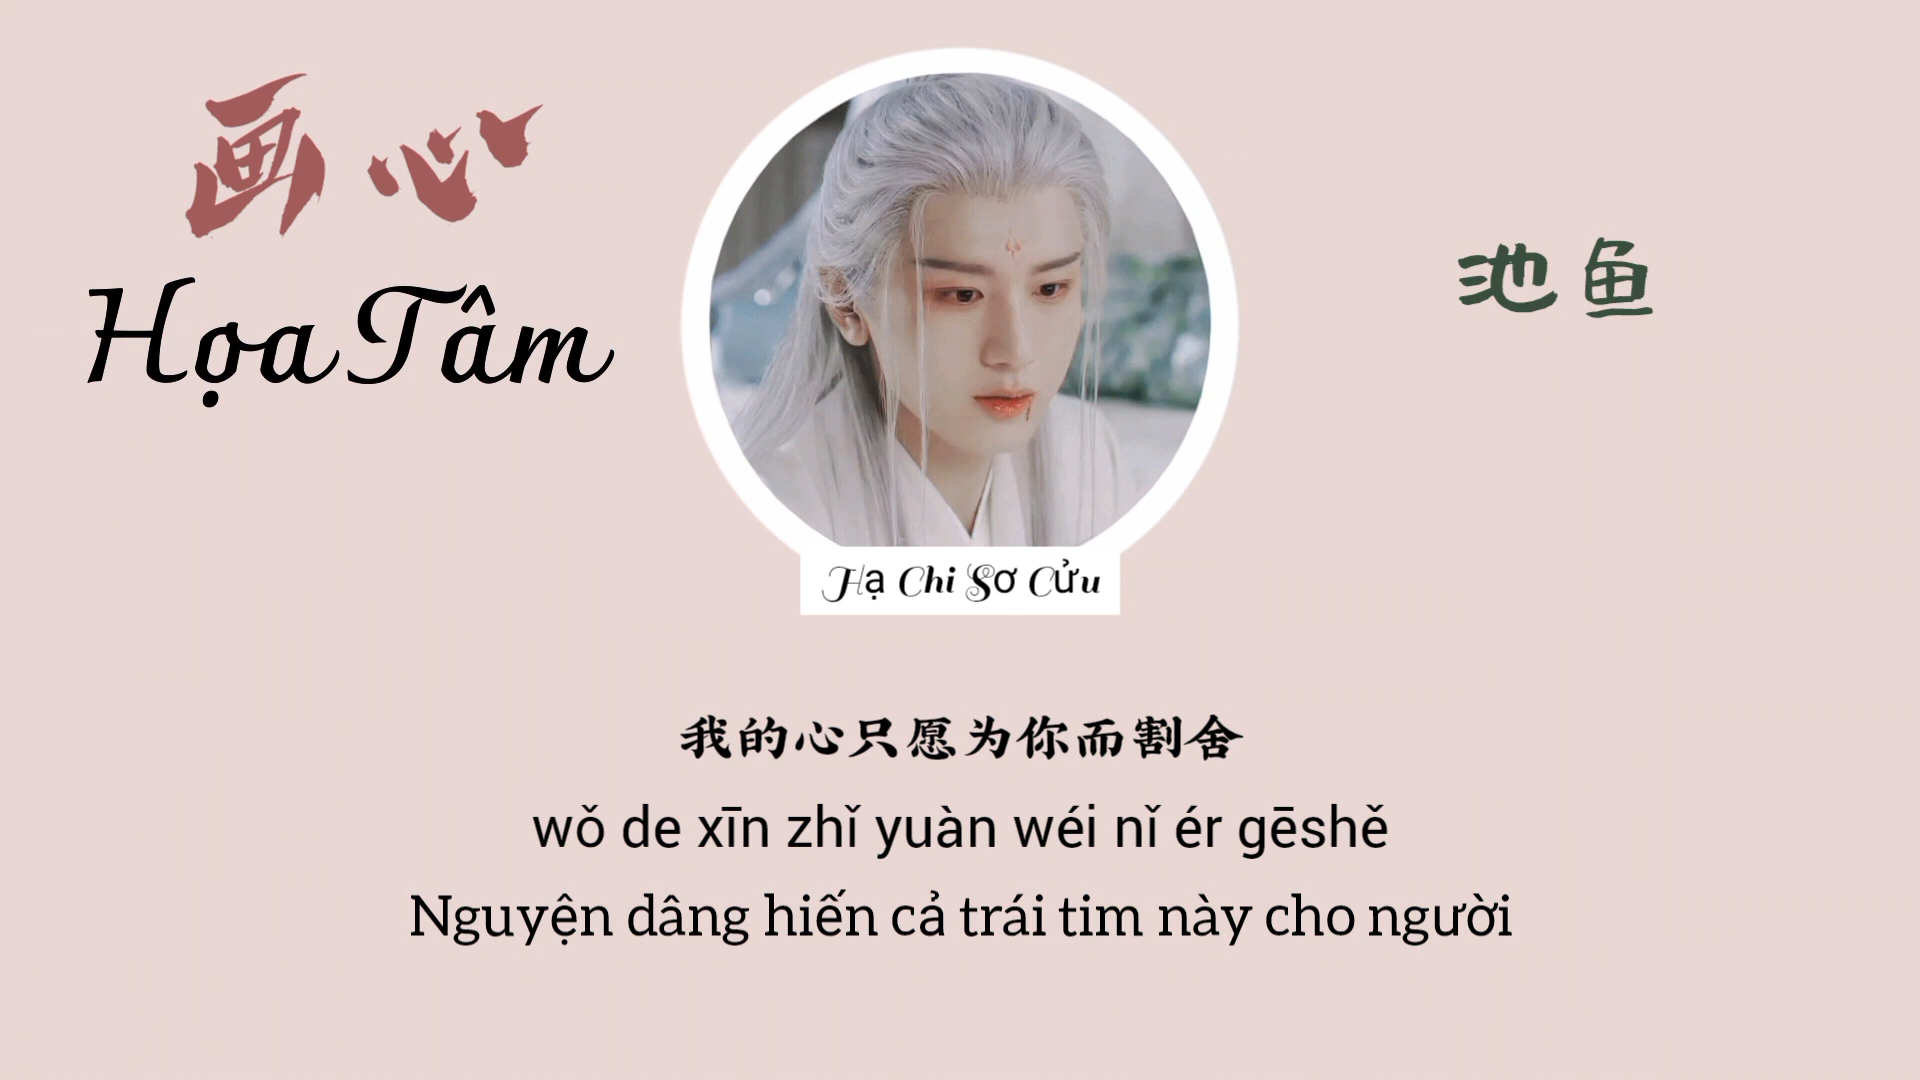 画心
Họa Tâm
池鱼
Hạ Chi Sơ Cửu
我的心只愿为你而割舍
wǒ de xīn zhǐ yuàn wéi nǐ ér gēshě
Nguyện dâng hiến cả trái tim này cho người